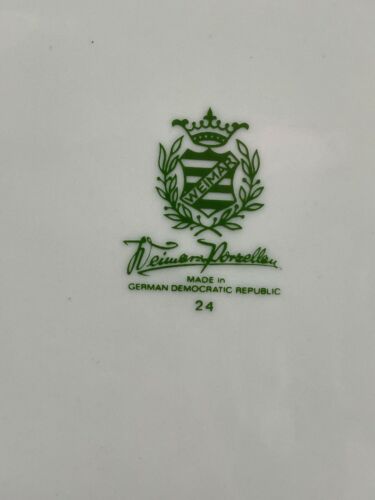 WEIMAR
Weimar Porzellan
MADE in
GERMAN DEMOCRATIC REPUBLIC
24